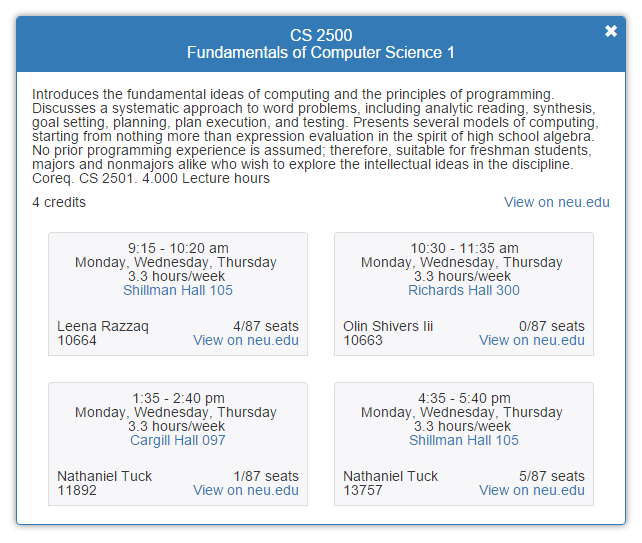 CS 2500
Fundamentals of Computer Science 1
✖
Introduces the fundamental ideas of computing and the principles of programming.
Discusses a systematic approach to word problems, including analytic reading, synthesis,
goal setting, planning, plan execution, and testing. Presents several models of computing,
starting from nothing more than expression evaluation in the spirit of high school algebra.
No prior programming experience is assumed; therefore, suitable for freshman students,
majors and nonmajors alike who wish to explore the intellectual ideas in the discipline.
Coreq. CS 2501. 4.000 Lecture hours
4 credits View on neu.edu
9:15 - 10:20 am
Monday, Wednesday, Thursday
3.3 hours/week
Shillman Hall 105
Leena Razzaq 4/87 seats
10664 View on neu.edu
10:30 - 11:35 am
Monday, Wednesday, Thursday
3.3 hours/week
Richards Hall 300
Olin Shivers Iii 0/87 seats
10663 View on neu.edu
1:35 - 2:40 pm
Monday, Wednesday, Thursday
3.3 hours/week
Cargill Hall 097
Nathaniel Tuck 1/87 seats
11892 View on neu.edu
4:35 - 5:40 pm
Monday, Wednesday, Thursday
3.3 hours/week
Shillman Hall 105
Nathaniel Tuck 5/87 seats
13757 View on neu.edu